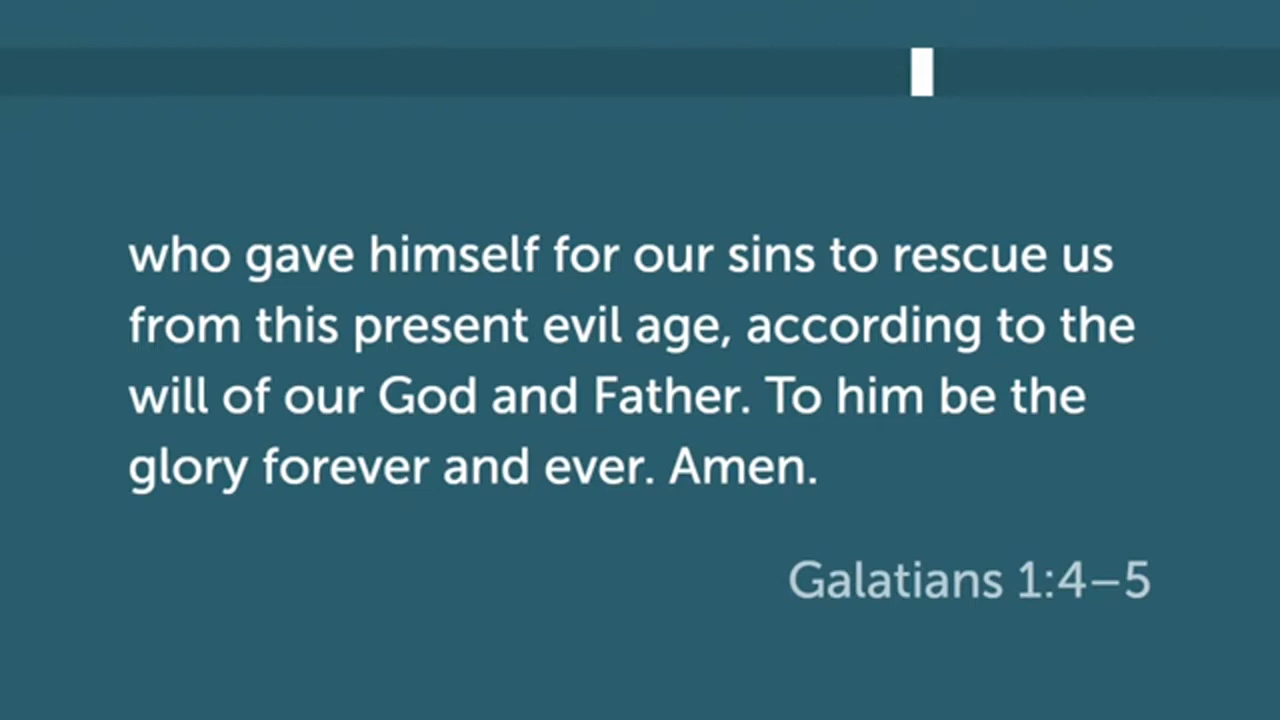 who gave himself for our sins to rescue us
from this present evil age, according to the
will of our God and Father. To him be the
glory forever and ever. Amen.
Galatians 1:4–5